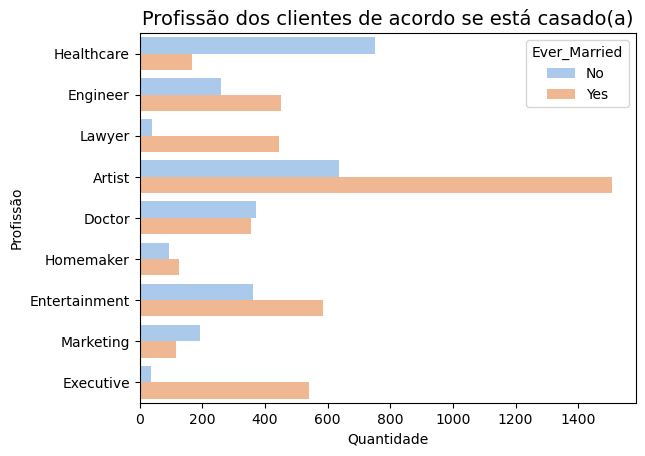 Profissão dos clientes de acordo se está casado(a)
Ever_Married
No
Yes
Profissão
Healthcare
Engineer
Lawyer
Artist
Doctor
Homemaker
Entertainment
Marketing
Executive
0 200 400 600 800 1000 1200 1400
Quantidade